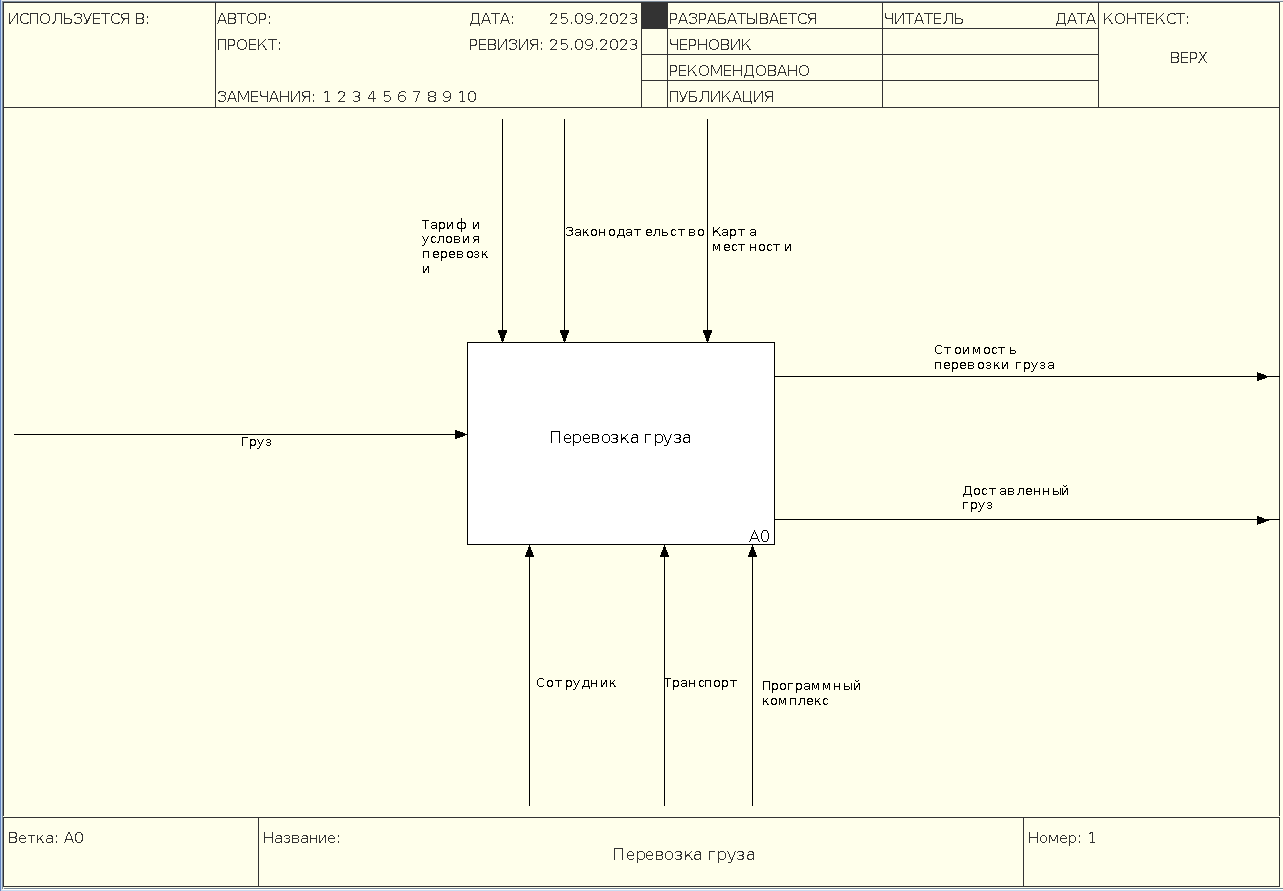 ИСПОЛЬЗУЕТСЯ В:
АВТОР:
ДАТА: 25.09.2023
РАЗРАБАТЫВАЕТСЯ
ЧИТАТЕЛЬ
ДАТА
КОНТЕКСТ:
ПРОЕКТ:
РЕВИЗИЯ: 25.09.2023
ЧЕРНОВИК
ВЕРХ
РЕКОМЕНДОВАНО
ЗАМЕЧАНИЯ: 1 2 3 4 5 6 7 8 9 10
ПУБЛИКАЦИЯ
Тариф и
условия
перевозк
и
Законодательство
Карта
местности
Стоимость
перевозки груза
Груз
Перевозка груза
A0
Доставленный
груз
Сотрудник
Транспорт
Программный
комплекс
Ветка: A0
Название:
Перевозка груза
Номер: 1